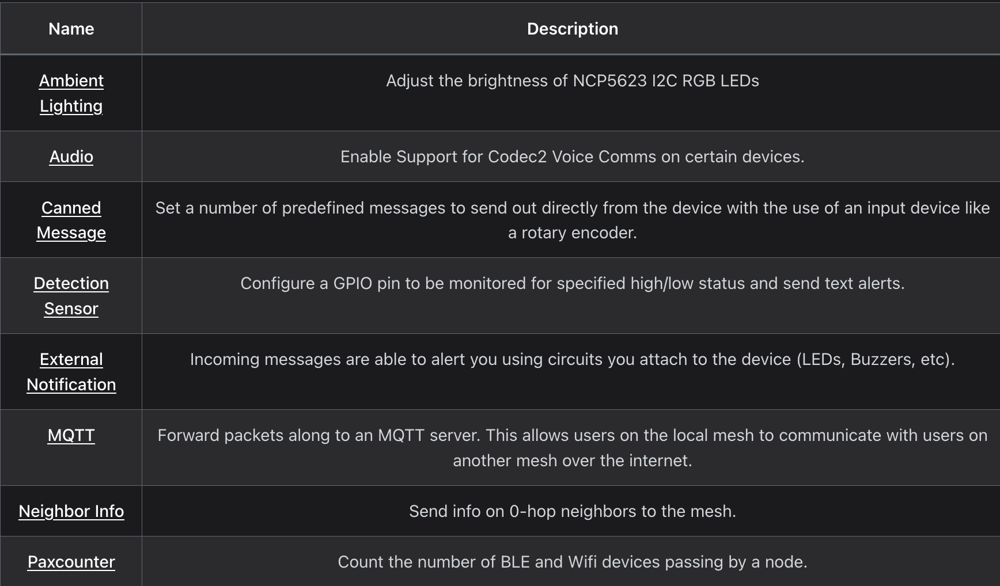 Name
Description
Ambient
Lighting
Adjust the brightness of NCP5623 I2C RGB LEDs
Audio
Enable Support for Codec2 Voice Comms on certain devices.
Canned
Message
Set a number of predefined messages to send out directly from the device with the use of an input device like
a rotary encoder.
Detection
Sensor
Configure a GPIO pin to be monitored for specified high/low status and send text alerts.
External
Notification
Incoming messages are able to alert you using circuits you attach to the device (LEDs, Buzzers, etc).
MQTT
Forward packets along to an MQTT server. This allows users on the local mesh to communicate with users on
another mesh over the internet.
Neighbor Info
Send info on 0-hop neighbors to the mesh.
Paxcounter
Count the number of BLE and Wifi devices passing by a node.